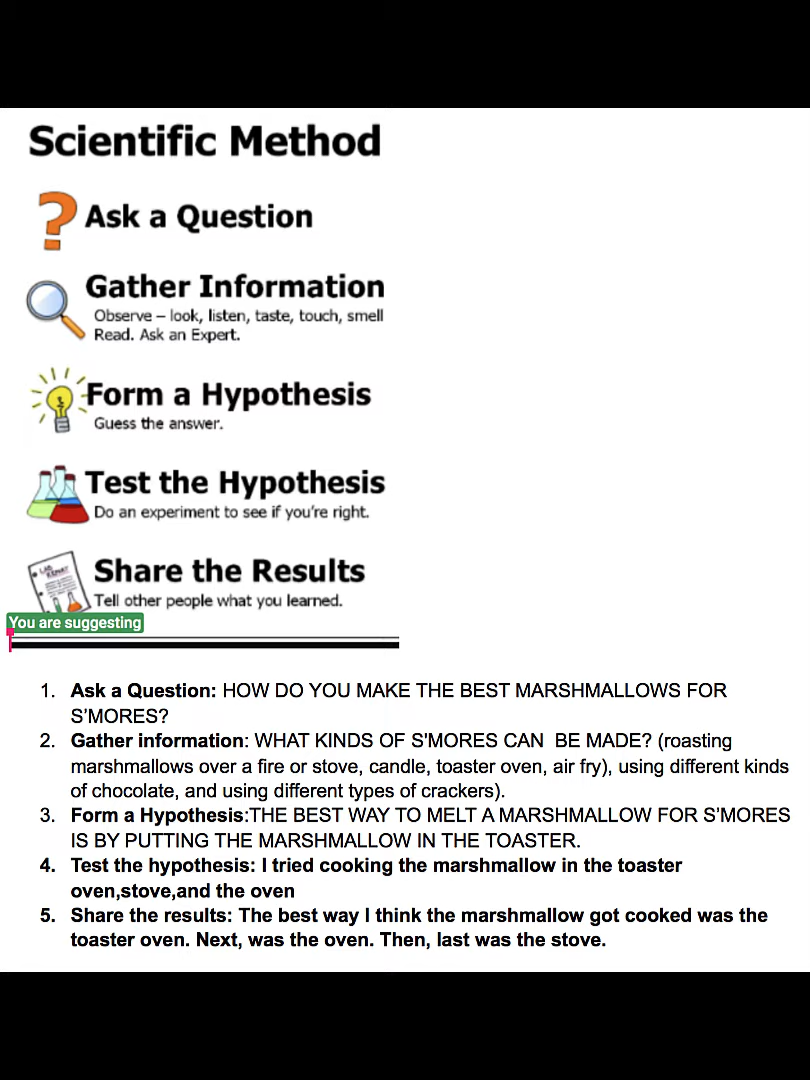 Scientific Method
? Ask a Question
Gather Information
Observe – look, listen, taste, touch, smell
Read. Ask an Expert.
Form a Hypothesis
Guess the answer.
Test the Hypothesis
Do an experiment to see if you're right.
LAB REPORT
Share the Results
Tell other people what you learned.
You are suggesting
1. Ask a Question: HOW DO YOU MAKE THE BEST MARSHMALLOWS FOR
S'MORES?
2. Gather information: WHAT KINDS OF S'MORES CAN  BE MADE? (roasting
marshmallows over a fire or stove, candle, toaster oven, air fry), using different kinds
of chocolate, and using different types of crackers).
3. Form a Hypothesis:THE BEST WAY TO MELT A MARSHMALLOW FOR S'MORES
IS BY PUTTING THE MARSHMALLOW IN THE TOASTER.
4. Test the hypothesis: I tried cooking the marshmallow in the toaster
oven,stove,and the oven
5. Share the results: The best way I think the marshmallow got cooked was the
toaster oven. Next, was the oven. Then, last was the stove.